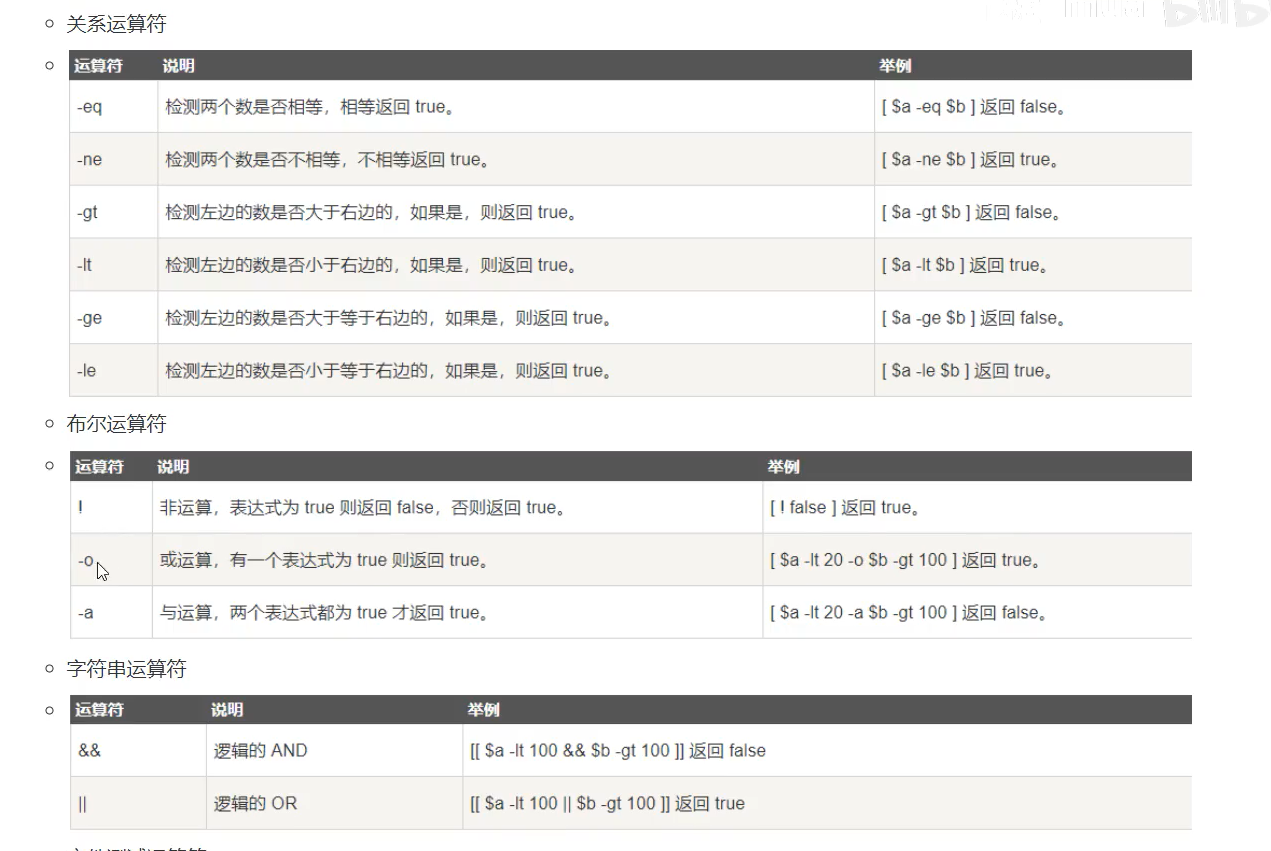 关系运算符
运算符 说明 举例
-eq 检测两个数是否相等，相等返回 true。 [ $a -eq $b ] 返回 false。
-ne 检测两个数是否不相等，不相等返回 true。 [ $a -ne $b ] 返回 true。
-gt 检测左边的数是否大于右边的，如果是，则返回 true。 [ $a -gt $b ] 返回 false。
-lt 检测左边的数是否小于右边的，如果是，则返回 true。 [ $a -lt $b ] 返回 true。
-ge 检测左边的数是否大于等于右边的，如果是，则返回 true。 [ $a -ge $b ] 返回 false。
-le 检测左边的数是否小于等于右边的，如果是，则返回 true。 [ $a -le $b ] 返回 true。
布尔运算符
运算符 说明 举例
! 非运算，表达式为 true 则返回 false，否则返回 true。 [ ! false ] 返回 true。
-o 或运算，有一个表达式为 true 则返回 true。 [ $a -lt 20 -o $b -gt 100 ] 返回 true。
-a 与运算，两个表达式都为 true 才返回 true。 [ $a -lt 20 -a $b -gt 100 ] 返回 false。
字符串运算符
运算符 说明 举例
&& 逻辑的 AND [[ $a -lt 100 && $b -gt 100 ]] 返回 false
|| 逻辑的 OR [[ $a -lt 100 || $b -gt 100 ]] 返回 true